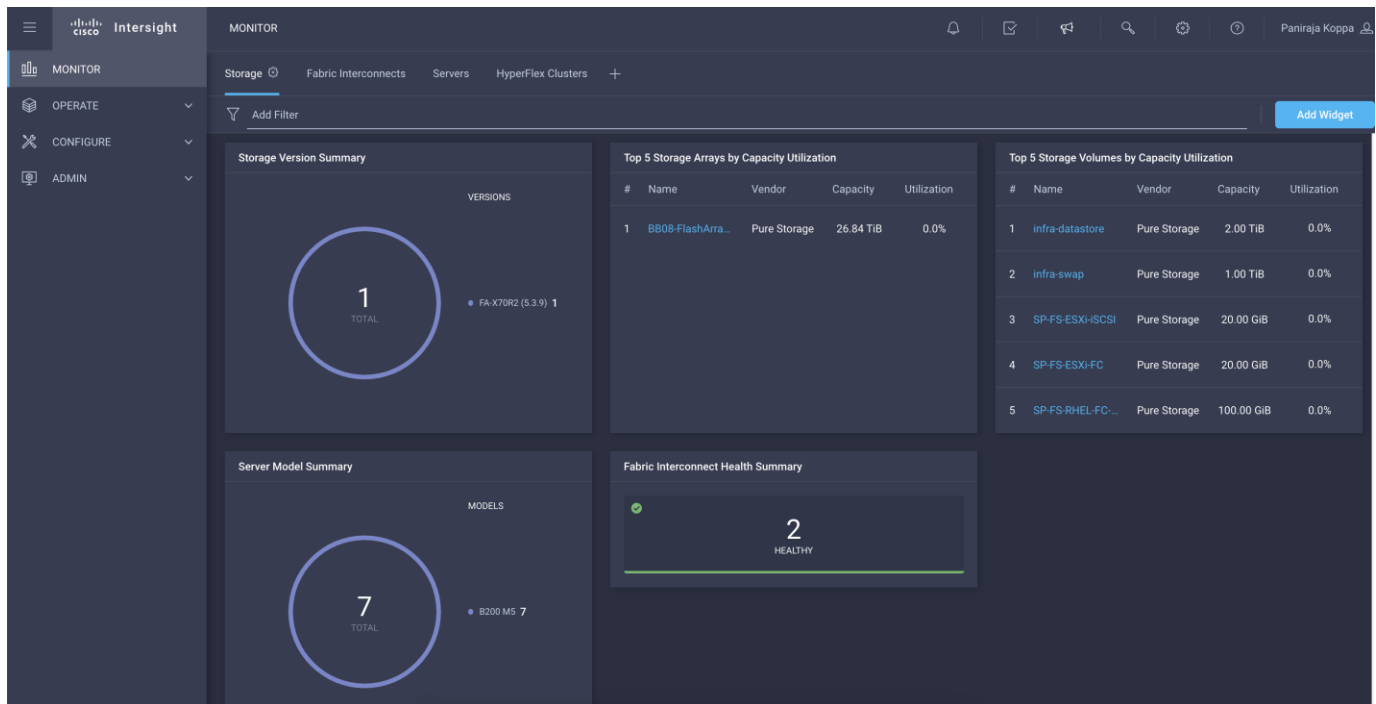 cisco Intersight
MONITOR
Paniraja Koppa
MONITOR
OPERATE
CONFIGURE
ADMIN
Storage Fabric Interconnects Servers HyperFlex Clusters
Add Filter
Add Widget
Storage Version Summary
VERSIONS
1
TOTAL
FA-X70R2 (5.3.9) 1
Top 5 Storage Arrays by Capacity Utilization
# Name Vendor Capacity Utilization
1 BB08-FlashArra... Pure Storage 26.84 TiB 0.0%
Top 5 Storage Volumes by Capacity Utilization
# Name Vendor Capacity Utilization
1 infra-datastore Pure Storage 2.00 TiB 0.0%
2 infra-swap Pure Storage 1.00 TiB 0.0%
3 SP-FS-ESXi-iSCSI Pure Storage 20.00 GiB 0.0%
4 SP-FS-ESXi-FC Pure Storage 20.00 GiB 0.0%
5 SP-FS-RHEL-FC-... Pure Storage 100.00 GiB 0.0%
Server Model Summary
MODELS
7
TOTAL
B200 M5 7
Fabric Interconnect Health Summary
2
HEALTHY